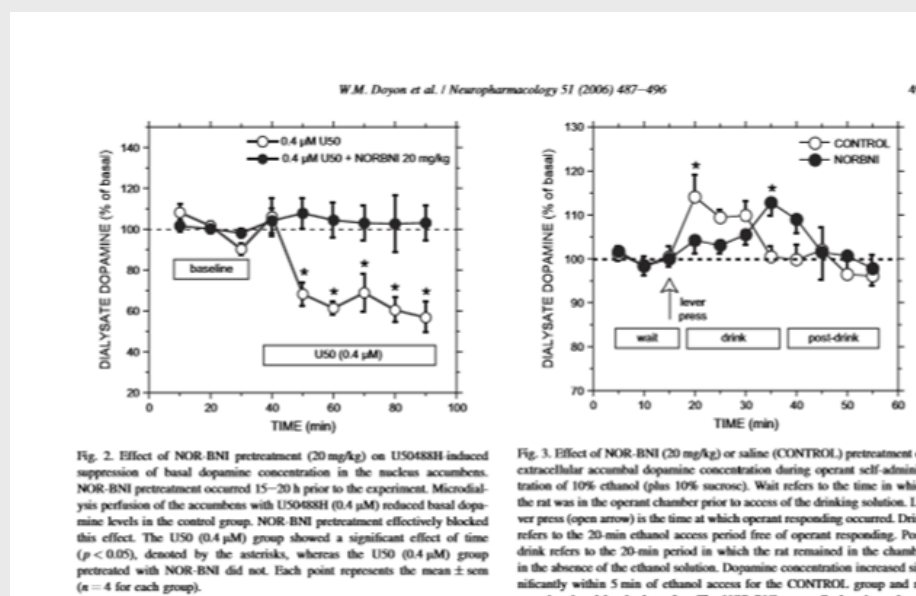 W.M. Doyon et al. / Neuropharmacology 51 (2006) 487–496
DIALYSATE DOPAMINE (% of basal)
140
120
100
80
60
40
20
0.4 μM U50
0.4 μM U50 + NORBNI 20 mg/kg
baseline
* * * * *
U50 (0.4 μM)
0 20 40 60 80 100
TIME (min)
Fig. 2. Effect of NOR-BNI pretreatment (20 mg/kg) on U50488H-induced
suppression of basal dopamine concentration in the nucleus accumbens.
NOR-BNI pretreatment occurred 15–20 h prior to the experiment. Microdial-
ysis perfusion of the accumbens with U50488H (0.4 μM) reduced basal dopa-
mine levels in the control group. NOR-BNI pretreatment effectively blocked
this effect. The U50 (0.4 μM) group showed a significant effect of time
(p < 0.05), denoted by the asterisks, whereas the U50 (0.4 μM) group
pretreated with NOR-BNI did not. Each point represents the mean ± sem
(n = 4 for each group).
DIALYSATE DOPAMINE (% of basal)
130
120
110
100
90
80
70
CONTROL
NORBNI
* *
lever
press
wait drink post-drink
0 10 20 30 40 50 60
TIME (min)
Fig. 3. Effect of NOR-BNI (20 mg/kg) or saline (CONTROL) pretreatment
extracellular accumbal dopamine concentration during operant self-admin
tration of 10% ethanol (plus 10% sucrose). Wait refers to the time in whi
the rat was in the operant chamber prior to access of the drinking solution. L
ver press (open arrow) is the time at which operant responding occurred. Dri
refers to the 20-min ethanol access period free of operant responding. Po
drink refers to the 20-min period in which the rat remained in the chamb
in the absence of the ethanol solution. Dopamine concentration increased si
nificantly within 5 min of ethanol access for the CONTROL group and